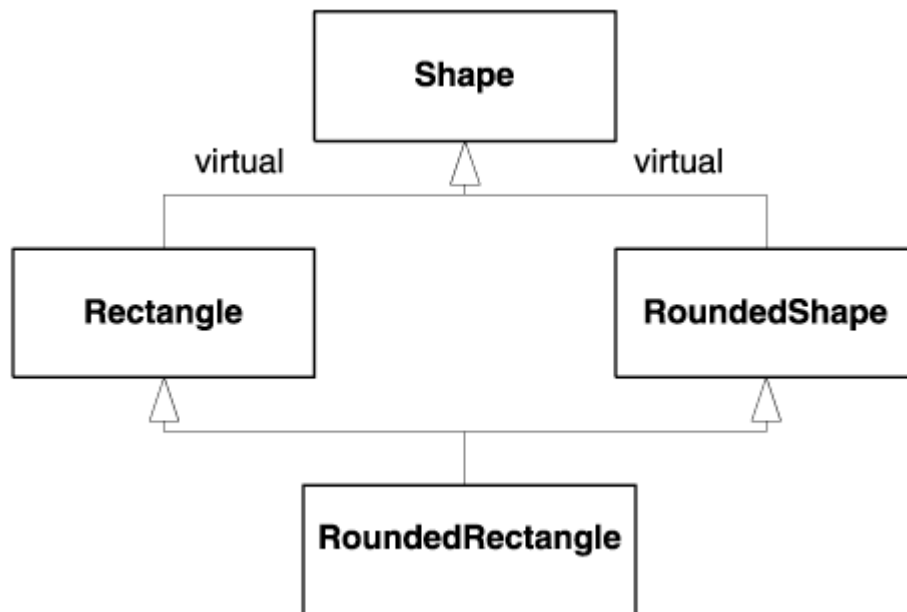 Shape
virtual
virtual
Rectangle
RoundedShape
RoundedRectangle